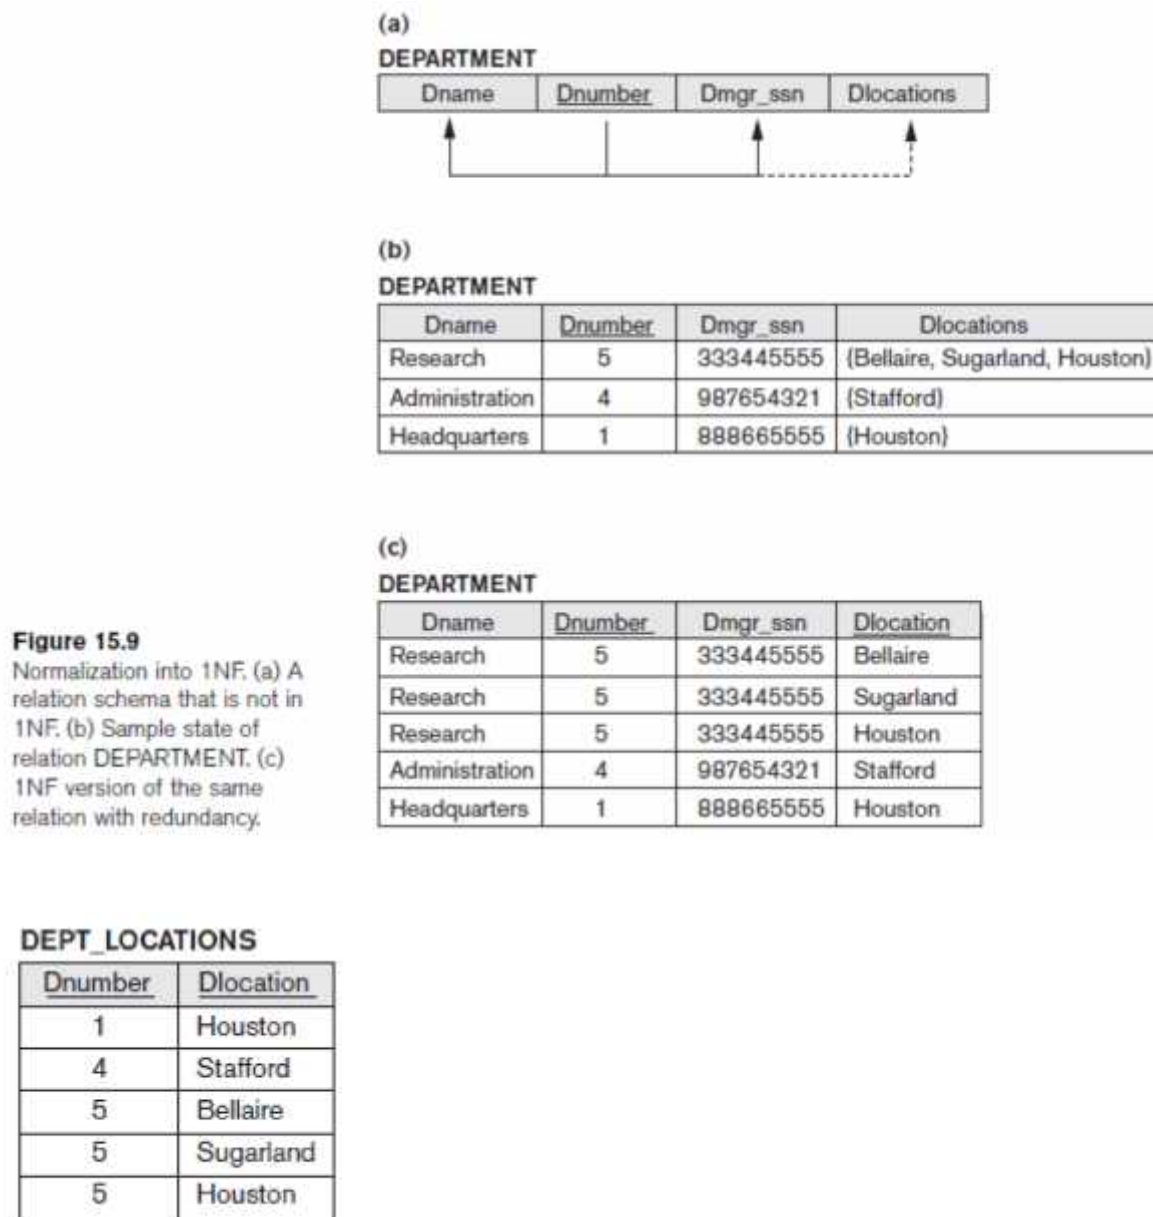 (a)
DEPARTMENT
Dname Dnumber Dmgr_ssn Dlocations
(b)
DEPARTMENT
Dname Dnumber Dmgr_ssn Dlocations
Research 5 333445555 {Bellaire, Sugarland, Houston}
Administration 4 987654321 {Stafford}
Headquarters 1 888665555 {Houston}
(c)
DEPARTMENT
Dname Dnumber Dmgr_ssn Dlocation
Research 5 333445555 Bellaire
Research 5 333445555 Sugarland
Research 5 333445555 Houston
Administration 4 987654321 Stafford
Headquarters 1 888665555 Houston
Figure 15.9
Normalization into 1NF. (a) A
relation schema that is not in
1NF. (b) Sample state of
relation DEPARTMENT. (c)
1NF version of the same
relation with redundancy.
DEPT_LOCATIONS
Dnumber Dlocation
1 Houston
4 Stafford
5 Bellaire
5 Sugarland
5 Houston